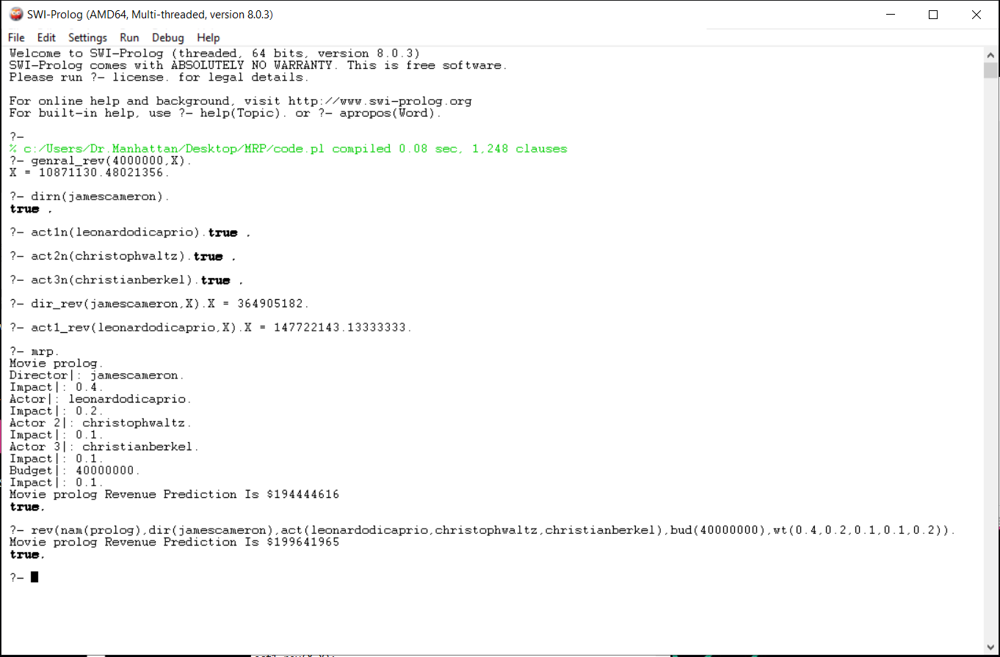 SWI-Prolog (AMD64, Multi-threaded, version 8.0.3)
File Edit Settings Run Debug Help
Welcome to SWI-Prolog (threaded, 64 bits, version 8.0.3)
SWI-Prolog comes with ABSOLUTELY NO WARRANTY. This is free software.
Please run ?- license. for legal details.
For online help and background, visit http://www.swi-prolog.org
For built-in help, use ?- help(Topic). or ?- apropos(Word).
?-
% c:/Users/Dr.Manhattan/Desktop/MRP/code.pl compiled 0.08 sec, 1,248 clauses
?- genral_rev(4000000,X).
X = 10871130.48021356.
?- dirn(jamescameron).
true .
?- act1n(leonardodicaprio).true .
?- act2n(christophwaltz).true .
?- act3n(christianberkel).true .
?- dir_rev(jamescameron,X).X = 364905182.
?- act1_rev(leonardodicaprio,X).X = 147722143.13333333.
?- mrp.
Movie prolog.
Director|: jamescameron.
Impact|: 0.4.
Actor|: leonardodicaprio.
Impact|: 0.2.
Actor 2|: christophwaltz.
Impact|: 0.1.
Actor 3|: christianberkel.
Impact|: 0.1.
Budget|: 40000000.
Impact|: 0.1.
Movie prolog Revenue Prediction Is $194444616
true.
?- rev(nam(prolog),dir(jamescameron),act(leonardodicaprio,christophwaltz,christianberkel),bud(40000000),wt(0.4,0.2,0.1,0.1,0.2)).
Movie prolog Revenue Prediction Is $199641965
true.
?-